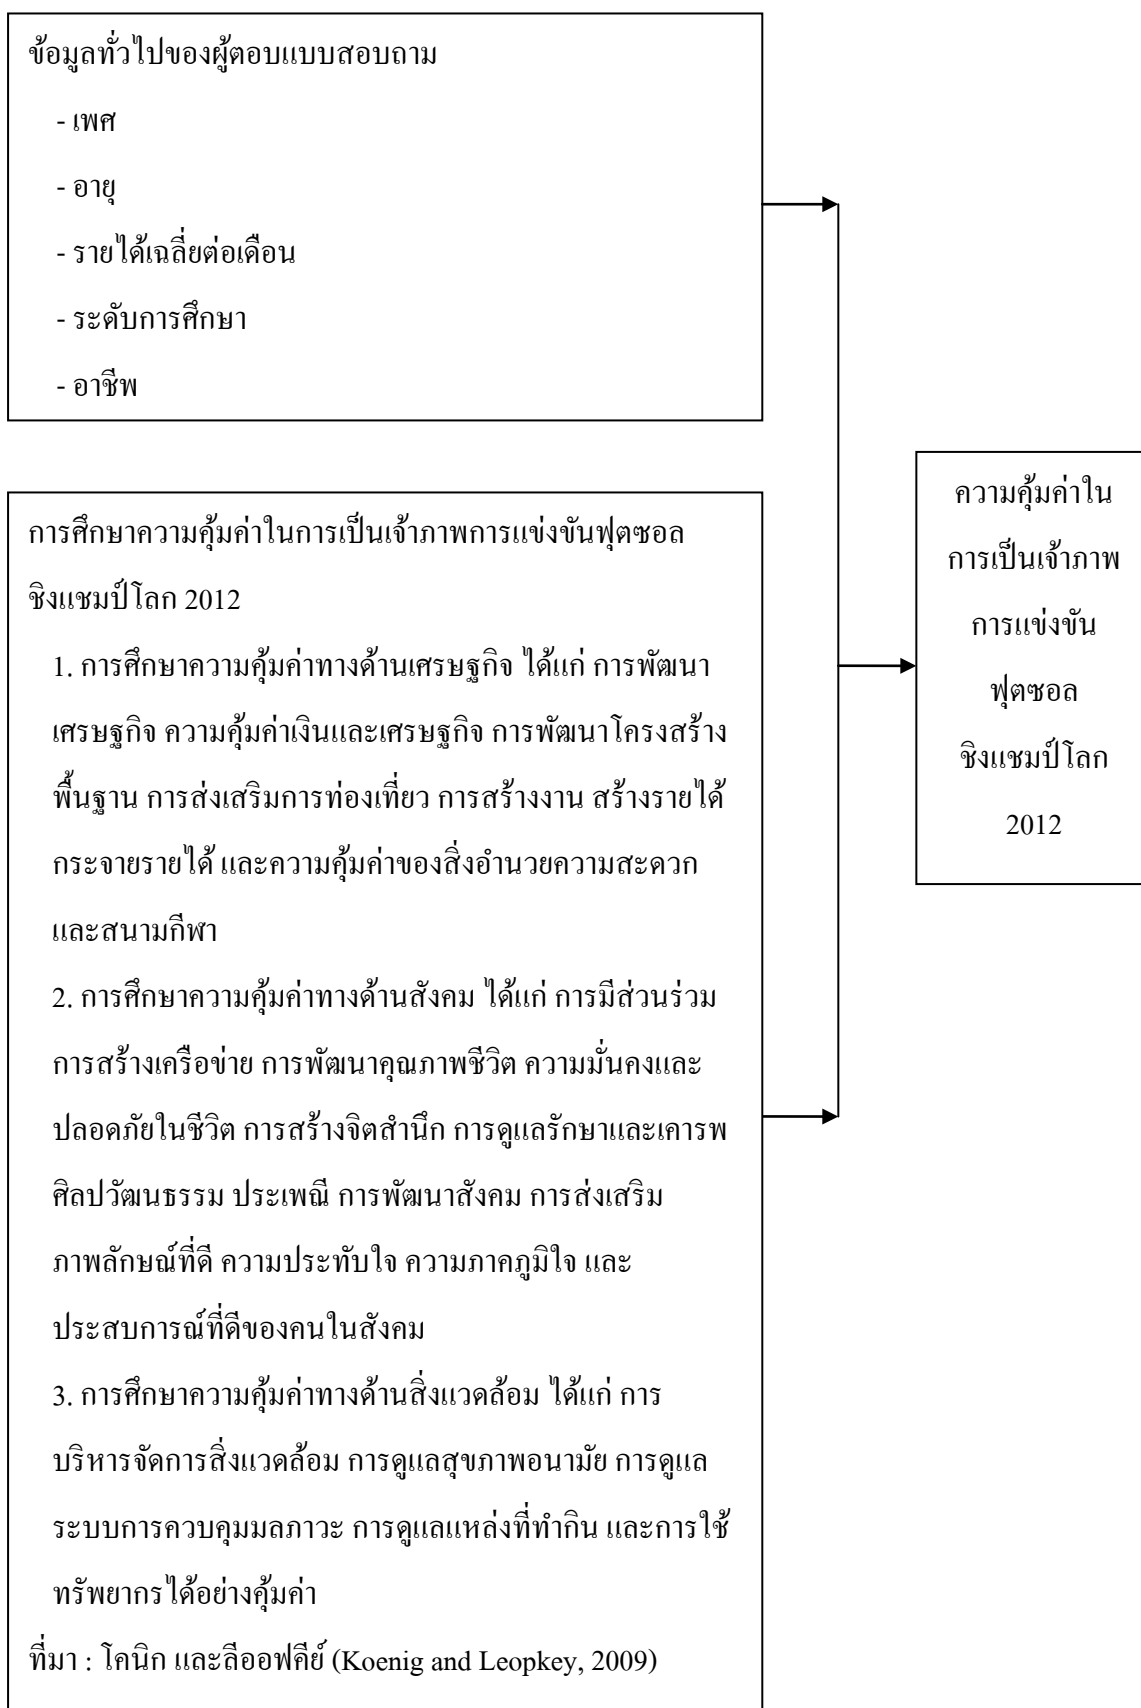 ข้อมูลทั่วไปของผู้ตอบแบบสอบถาม
- เพศ
- อายุ
- รายได้เฉลี่ยต่อเดือน
- ระดับการศึกษา
- อาชีพ
การศึกษาความคุ้มค่าในการเป็นเจ้าภาพการแข่งขันฟุตซอล
ชิงแชมป์โลก 2012
1. การศึกษาความคุ้มค่าทางด้านเศรษฐกิจ ได้แก่ การพัฒนา
เศรษฐกิจ ความคุ้มค่าเงินและเศรษฐกิจ การพัฒนาโครงสร้าง
พื้นฐาน การส่งเสริมการท่องเที่ยว การสร้างงาน สร้างรายได้
กระจายรายได้ และความคุ้มค่าของสิ่งอำนวยความสะดวก
และสนามกีฬา
2. การศึกษาความคุ้มค่าทางด้านสังคม ได้แก่ การมีส่วนร่วม
การสร้างเครือข่าย การพัฒนาคุณภาพชีวิต ความมั่นคงและ
ปลอดภัยในชีวิต การสร้างจิตสำนึก การดูแลรักษาและเคารพ
ศิลปวัฒนธรรม ประเพณี การพัฒนาสังคม การส่งเสริม
ภาพลักษณ์ที่ดี ความประทับใจ ความภาคภูมิใจ และ
ประสบการณ์ที่ดีของคนในสังคม
3. การศึกษาความคุ้มค่าทางด้านสิ่งแวดล้อม ได้แก่ การ
บริหารจัดการสิ่งแวดล้อม การดูแลสุขภาพอนามัย การดูแล
ระบบการควบคุมมลภาวะ การดูแลแหล่งที่ทำกิน และการใช้
ทรัพยากรได้อย่างคุ้มค่า
ที่มา : โคนิก และลีออฟคีย์ (Koenig and Leopkey, 2009)
ความคุ้มค่าใน
การเป็นเจ้าภาพ
การแข่งขัน
ฟุตซอล
ชิงแชมป์โลก
2012